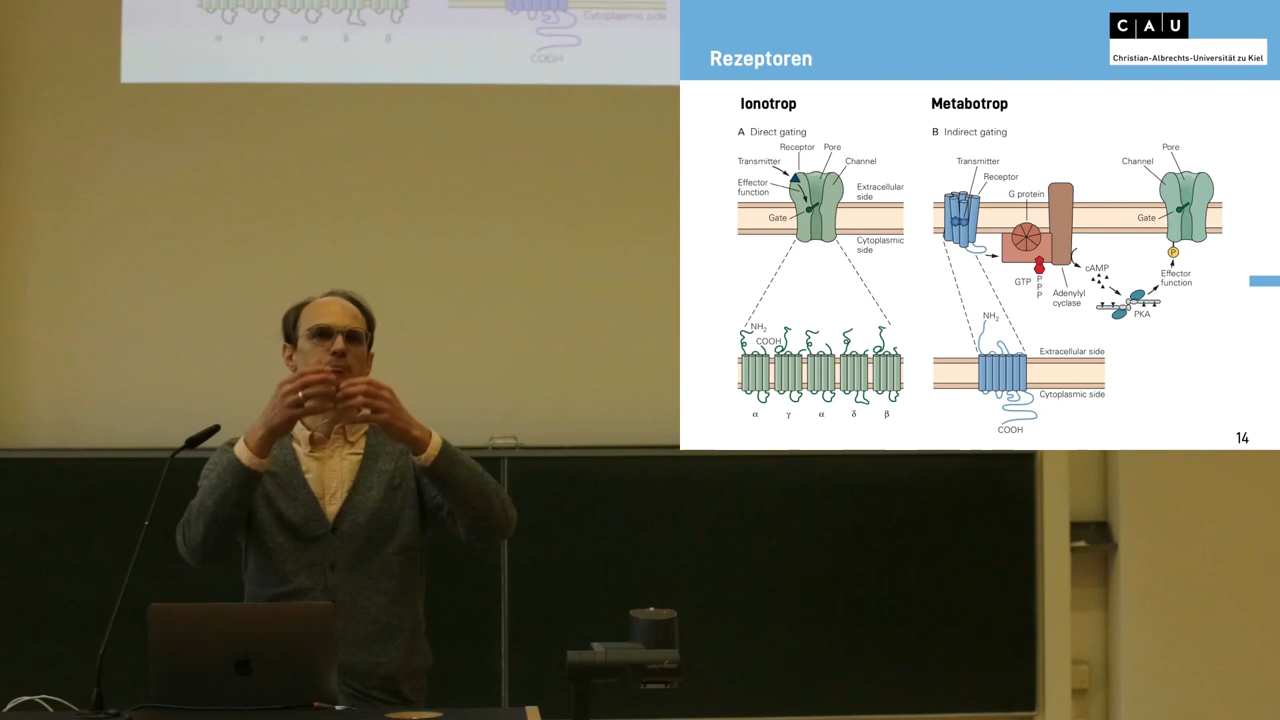 Cytoplasmic side
α γ α δ β
COOH
CAU
Christian-Albrechts-Universität zu Kiel
Rezeptoren
Ionotrop
A Direct gating
Receptor Pore
Transmitter
Channel
Effector
function
Extracellular
side
Gate
Cytoplasmic
side
NH2
COOH
α γ α δ β
Metabotrop
B Indirect gating
Transmitter
Receptor
G protein
Pore
Channel
Gate
P
cAMP
Effector
function
GTP
P
P
P
Adenylyl
cyclase
PKA
NH2
Extracellular side
Cytoplasmic side
COOH
14